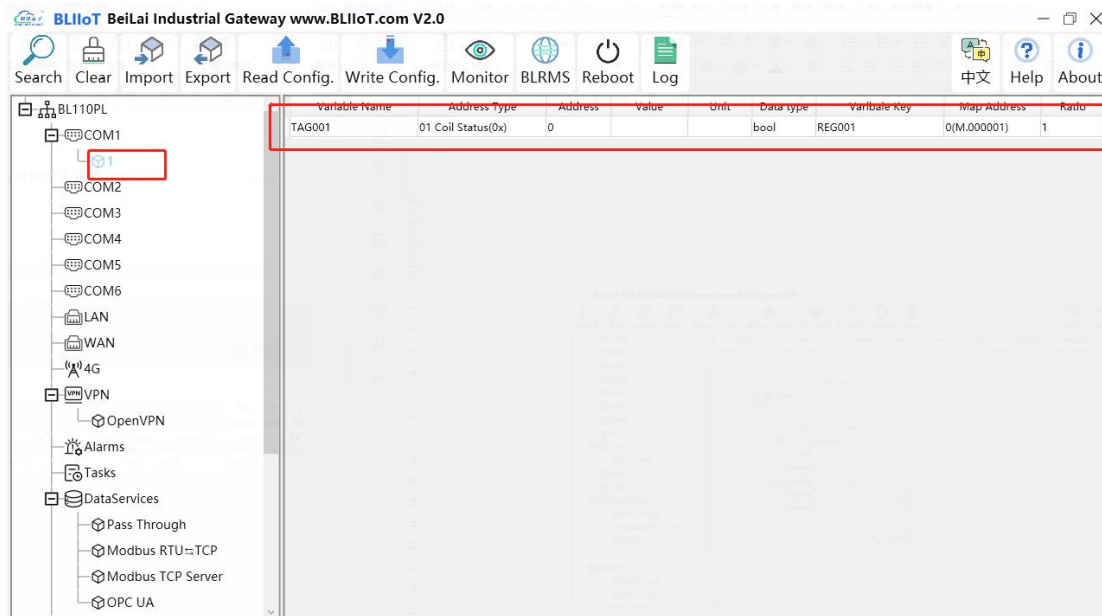 BLIIoT BeiLai Industrial Gateway www.BLIIoT.com V2.0
Search Clear Import Export Read Config. Write Config. Monitor BLRMS Reboot Log 中文 Help About
BL110PL
COM1
1
COM2
COM3
COM4
COM5
COM6
LAN
WAN
4G
VPN
OpenVPN
Alarms
Tasks
DataServices
Pass Through
Modbus RTU⇆TCP
Modbus TCP Server
OPC UA
Variable Name Address Type Address Value Unit Data type Varibale Key Map Address Ratio
TAG001 01 Coil Status(0x) 0 bool REG001 0(M.000001) 1